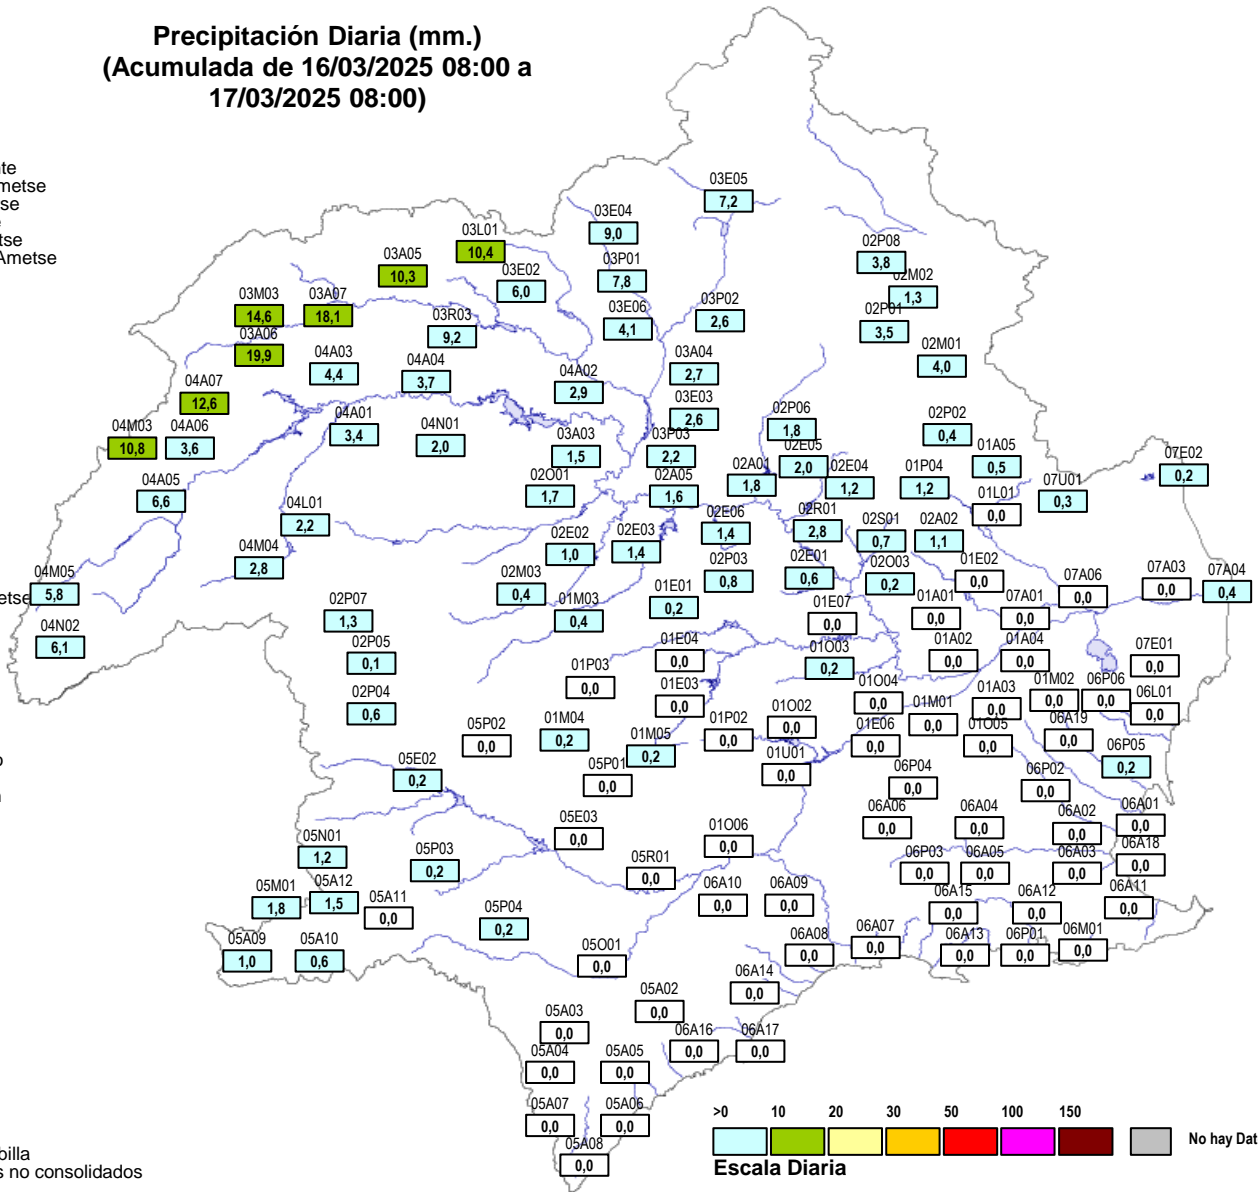 Precipitación Diaria (mm.)
(Acumulada de 16/03/2025 08:00 a
17/03/2025 08:00)
03E05
7,2
03E04
9,0
03L01
10,4
03A05
10,3
03P01
7,8
03E02
6,0
02P08
3,8
02M02
1,3
03M03
14,6
03A07
18,1
03R03
9,2
03E06
4,1
03P02
2,6
02P01
3,5
03A06
19,9
04A03
4,4
04A04
3,7
04A02
2,9
03A04
2,7
02M01
4,0
04A07
12,6
04A01
3,4
04N01
2,0
03E03
2,6
02P06
1,8
02P02
0,4
04M03
10,8
04A06
3,6
03A03
1,5
03P03
2,2
02E05
2,0
01A05
0,5
07E02
0,2
04A05
6,6
02O01
1,7
02A05
1,6
02A01
1,8
02E04
1,2
01P04
1,2
01L01
0,0
07U01
0,3
04L01
2,2
02E06
1,4
02R01
2,8
02S01
0,7
02A02
1,1
04M04
2,8
02E02
1,0
02E03
1,4
02P03
0,8
02E01
0,6
02O03
0,2
01E02
0,0
07A06
0,0
07A03
0,0
07A04
0,4
04M05
5,8
02M03
0,4
01M03
0,4
01E01
0,2
01E07
0,0
01A01
0,0
07A01
0,0
04N02
6,1
02P07
1,3
02P05
0,1
01E04
0,0
01O03
0,2
01A02
0,0
01A04
0,0
07E01
0,0
02P04
0,6
01P03
0,0
01E03
0,0
01O04
0,0
01M01
0,0
01A03
0,0
01M02
0,0
06P06
0,0
06L01
0,0
05P02
0,0
01M04
0,2
01M05
0,2
01P02
0,0
01O02
0,0
01E06
0,0
01O05
0,0
06A19
0,0
06P05
0,2
05E02
0,2
05P01
0,0
01U01
0,0
06P04
0,0
06P02
0,0
05E03
0,0
01O06
0,0
06A06
0,0
06A04
0,0
06A02
0,0
06A01
0,0
05N01
1,2
05P03
0,2
05R01
0,0
06P03
0,0
06A05
0,0
06A03
0,0
06A18
0,0
05M01
1,8
05A12
1,5
05A11
0,0
05P04
0,2
06A10
0,0
06A09
0,0
06A15
0,0
06A12
0,0
06A11
0,0
05A09
1,0
05A10
0,6
05O01
0,0
06A08
0,0
06A07
0,0
06A13
0,0
06P01
0,0
06M01
0,0
05A03
0,0
05A02
0,0
06A14
0,0
05A04
0,0
05A05
0,0
06A16
0,0
06A17
0,0
05A07
0,0
05A06
0,0
05A08
0,0
>0 10 20 30 50 100 150
No hay Dat
Escala Diaria
billa
s no consolidados